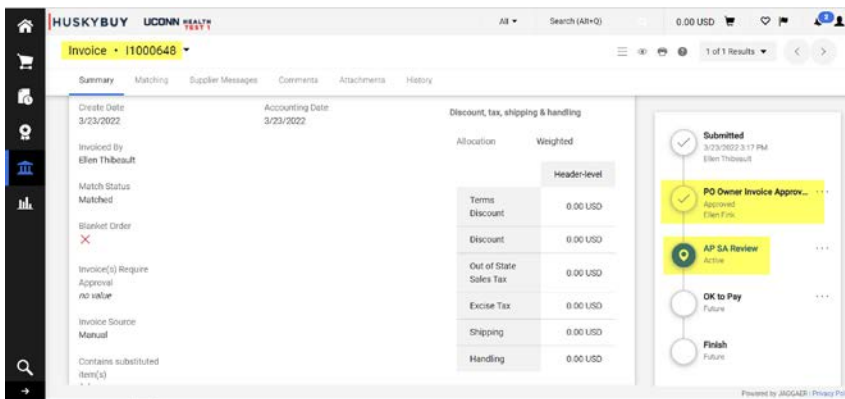 HUSKYBUY UCONN HEALTH TEST 1
All Search (Alt+Q) 0.00 USD 2
Invoice • I1000648
1 of 1 Results
Summary Matching Supplier Messages Comments Attachments History
Create Date
3/23/2022
Accounting Date
3/23/2022
Invoiced By
Ellen Thibeault
Match Status
Matched
Blanket Order
Invoice(s) Require
Approval
no value
Invoice Source
Manual
Contains substituted
item(s)
Discount, tax, shipping & handling
Allocation Weighted
Header-level
Terms
Discount 0.00 USD
Discount 0.00 USD
Out of State
Sales Tax 0.00 USD
Excise Tax 0.00 USD
Shipping 0.00 USD
Handling 0.00 USD
Submitted
3/23/2022 3:17 PM
Ellen Thibeault
PO Owner Invoice Approv...
Approved
Ellen Fink
AP SA Review
Active
OK to Pay
Future
Finish
Future
Powered by JAGGAER | Privacy Pol